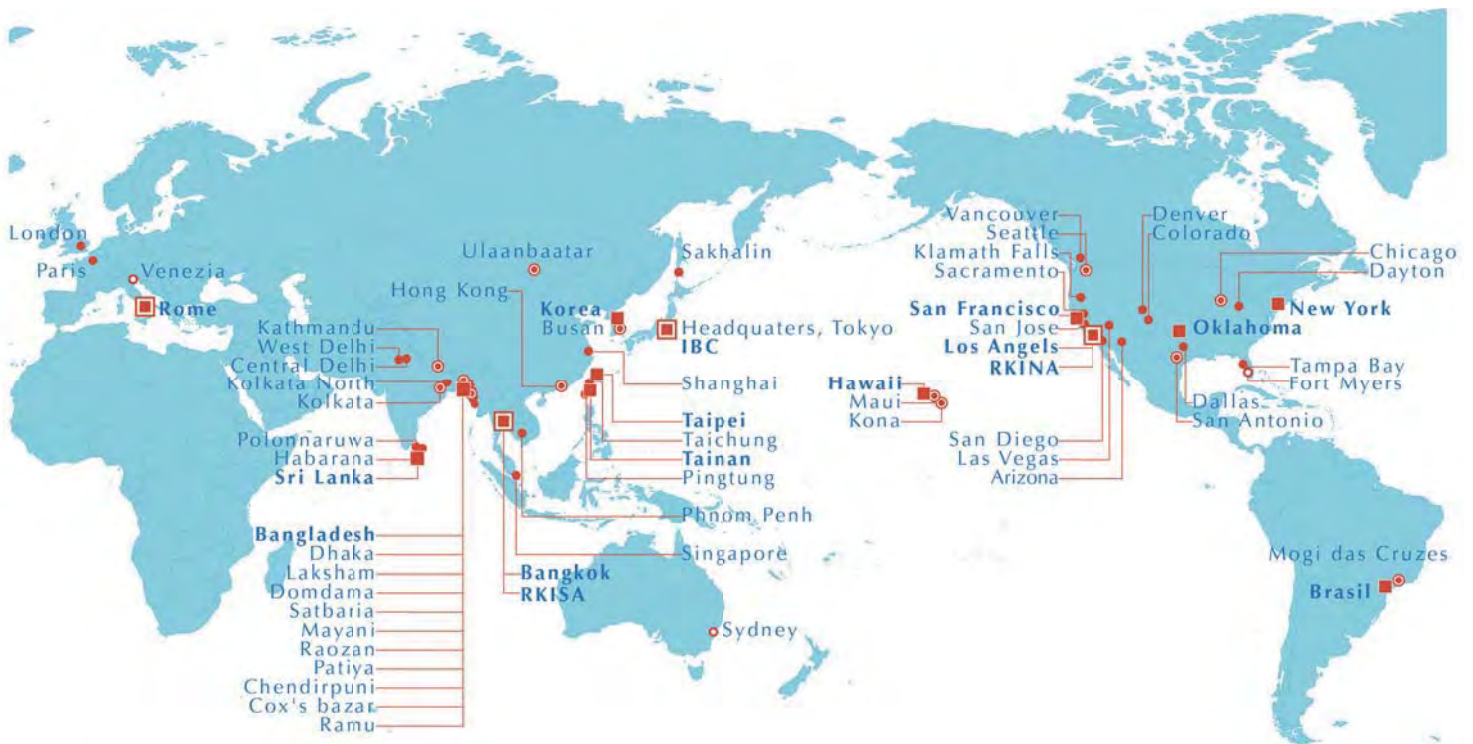 London
Paris
Venezia
Rome
Ulaanbaatar
Sakhalin
Hong Kong
Korea
Busan
Headquaters, Tokyo
IBC
Kathmandu
West Delhi
Central Delhi
Kolkata North
Kolkata
Shanghai
Polonnaruwa
Habarana
Sri Lanka
Taipei
Taichung
Tainan
Pingtung
Phnom Penh
Singapore
Bangkok
RKISA
Bangladesh
Dhaka
Laksham
Domdama
Satbaria
Mayani
Raozan
Patiya
Chendirpuni
Cox's bazar
Ramu
Sydney
Vancouver
Seattle
Klamath Falls
Sacramento
San Francisco
San Jose
Los Angels
RKINA
Denver
Colorado
Chicago
Dayton
New York
Oklahoma
Hawaii
Maui
Kona
Tampa Bay
Fort Myers
Dallas
San Antonio
San Diego
Las Vegas
Arizona
Mogi das Cruzes
Brasil